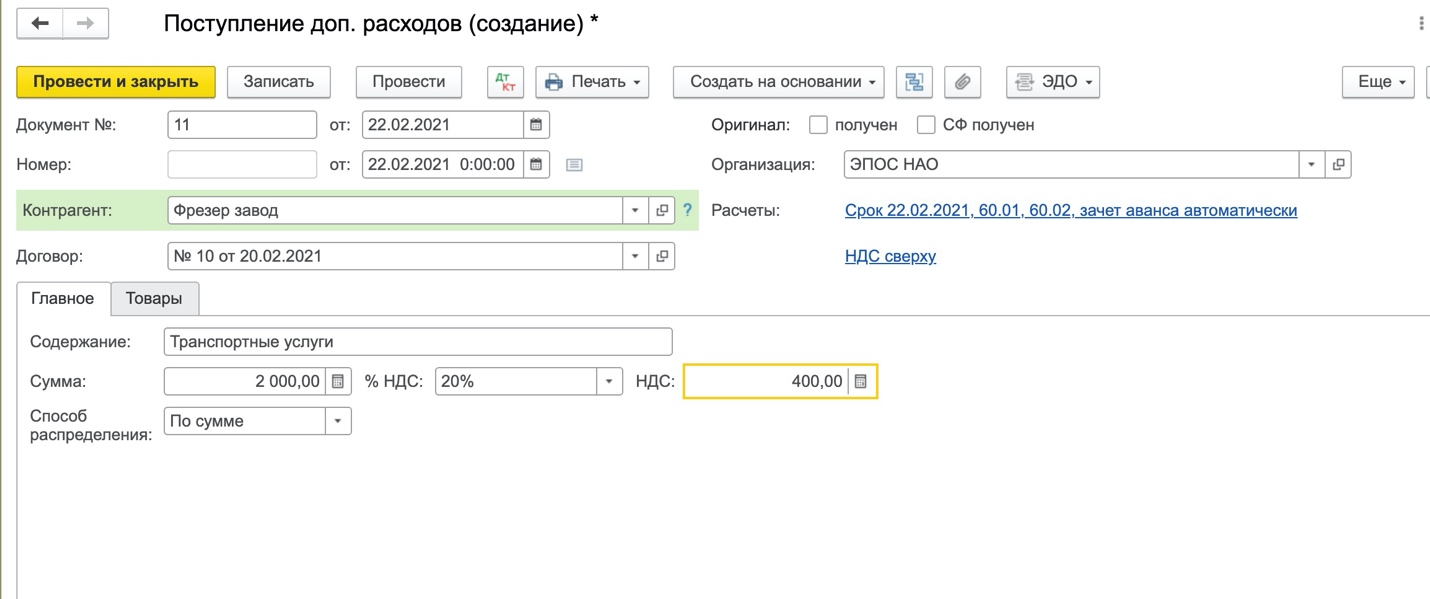 Поступление доп. расходов (создание) *
Провести и закрыть Записать Провести Дт Кт Печать Создать на основании ЭДО Еще
Документ №: 11 от: 22.02.2021 Оригинал: получен СФ получен
Номер: от: 22.02.2021 0:00:00 Организация: ЭПОС НАО
Контрагент: Фрезер завод ? Расчеты: Срок 22.02.2021, 60.01, 60.02, зачет аванса автоматически
Договор: № 10 от 20.02.2021 НДС сверху
Главное Товары
Содержание: Транспортные услуги
Сумма: 2 000,00 % НДС: 20% НДС: 400,00
Способ
распределения: По сумме